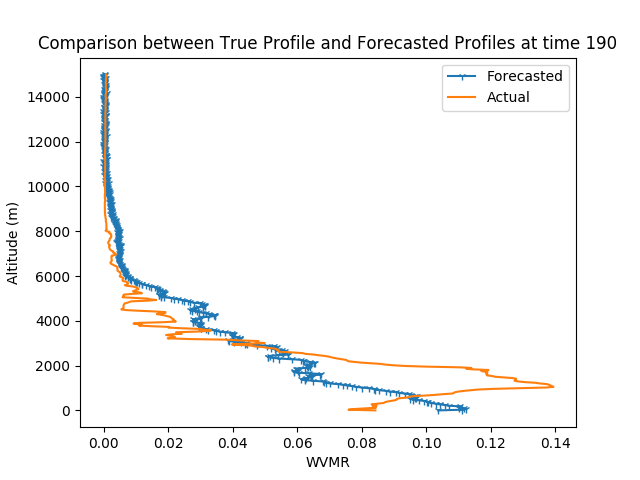 Comparison between True Profile and Forecasted Profiles at time 190
Forecasted
Actual
14000
12000
10000
8000
6000
4000
2000
0
Altitude (m)
0.00 0.02 0.04 0.06 0.08 0.10 0.12 0.14
WVMR